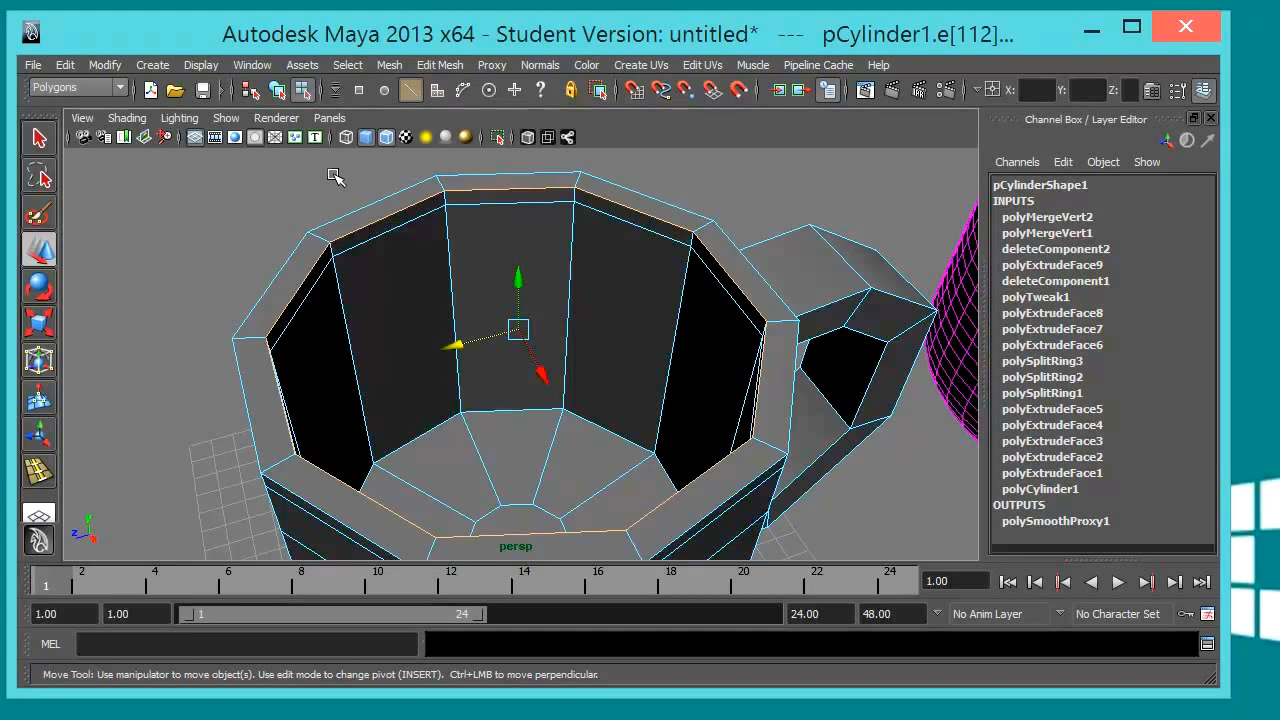 Autodesk Maya 2013 x64 - Student Version: untitled*   ---   pCylinder1.e[112]...
File Edit Modify Create Display Window Assets Select Mesh Edit Mesh Proxy Normals Color Create UVs Edit UVs Muscle Pipeline Cache Help
Polygons X: Y: Z:
View Shading Lighting Show Renderer Panels
Channel Box / Layer Editor
Channels Edit Object Show
pCylinderShape1
INPUTS
polyMergeVert2
polyMergeVert1
deleteComponent2
polyExtrudeFace9
deleteComponent1
polyTweak1
polyExtrudeFace8
polyExtrudeFace7
polyExtrudeFace6
polySplitRing3
polySplitRing2
polySplitRing1
polyExtrudeFace5
polyExtrudeFace4
polyExtrudeFace3
polyExtrudeFace2
polyExtrudeFace1
polyCylinder1
OUTPUTS
polySmoothProxy1
y
z x
persp
1 2 4 6 8 10 12 14 16 18 20 22 24 1.00
1.00 1.00 1 24 24.00 48.00 No Anim Layer No Character Set
MEL
Move Tool: Use manipulator to move object(s). Use edit mode to change pivot (INSERT).  Ctrl+LMB to move perpendicular.